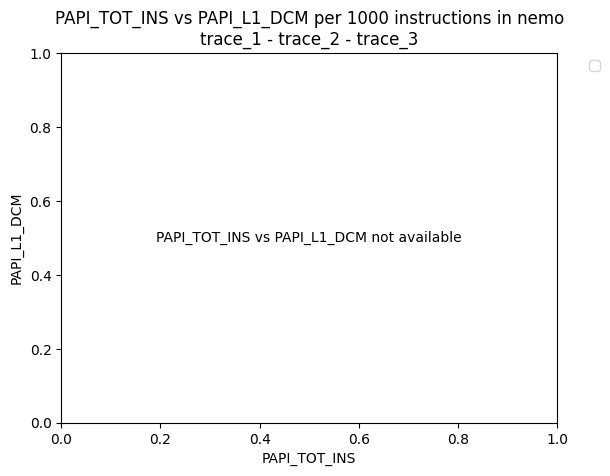 PAPI_TOT_INS vs PAPI_L1_DCM per 1000 instructions in nemo
trace_1 - trace_2 - trace_3
1.0
0.8
0.6
0.4
0.2
0.0
PAPI_L1_DCM
PAPI_TOT_INS vs PAPI_L1_DCM not available
0.0 0.2 0.4 0.6 0.8 1.0
PAPI_TOT_INS